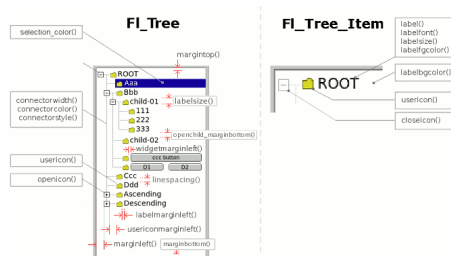 Fl_Tree
selection_color()
margintop()
ROOT
Aaa
Bbb
child-01
111
222
333
child-02
ccc button
D1 D2
Ccc
Ddd
Ascending
Descending
connectorwidth()
connectorcolor()
connectorstyle()
labelsize()
openchild_marginbottom()
widgetmarginleft()
usericon()
openicon()
linespacing()
labelmarginleft()
usericonmarginleft()
marginleft()
marginbottom()
Fl_Tree_Item
label()
labelfont()
labelsize()
labelfgcolor()
labelbgcolor()
ROOT
usericon()
closeicon()